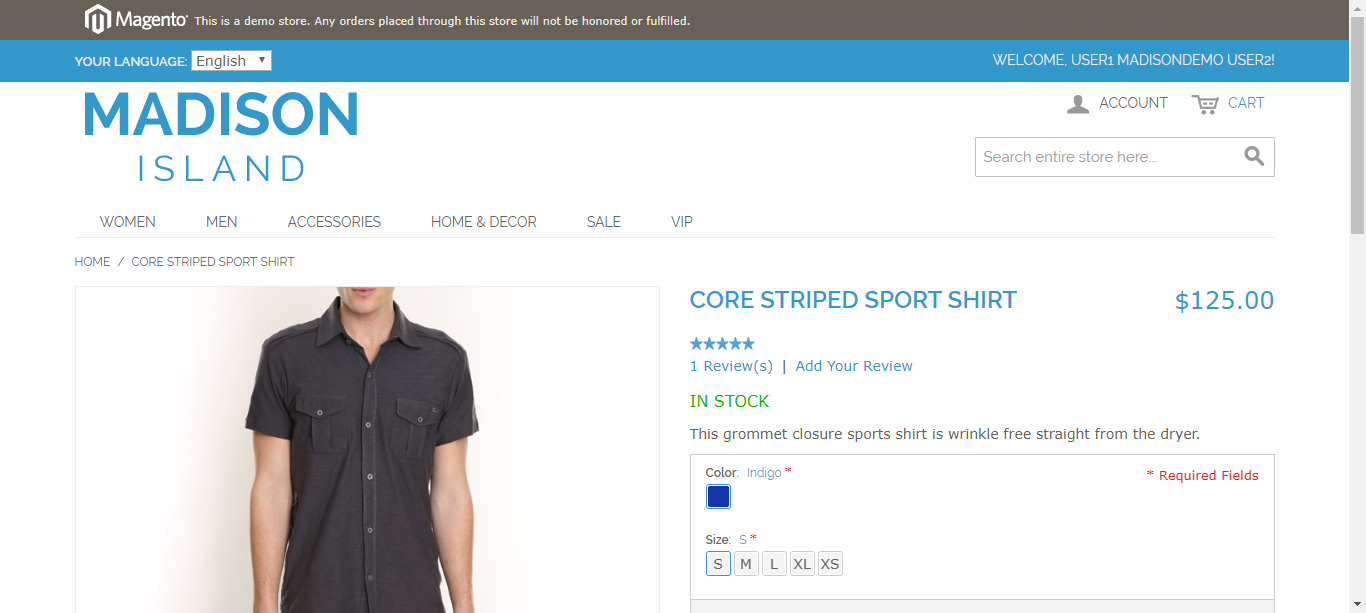 Magento This is a demo store. Any orders placed through this store will not be honored or fulfilled.
YOUR LANGUAGE: English
WELCOME, USER1 MADISONDEMO USER2!
MADISON
ISLAND
ACCOUNT CART
Search entire store here...
WOMEN MEN ACCESSORIES HOME & DECOR SALE VIP
HOME / CORE STRIPED SPORT SHIRT
CORE STRIPED SPORT SHIRT $125.00
1 Review(s) | Add Your Review
IN STOCK
This grommet closure sports shirt is wrinkle free straight from the dryer.
Color: Indigo *
* Required Fields
Size: S *
S M L XL XS